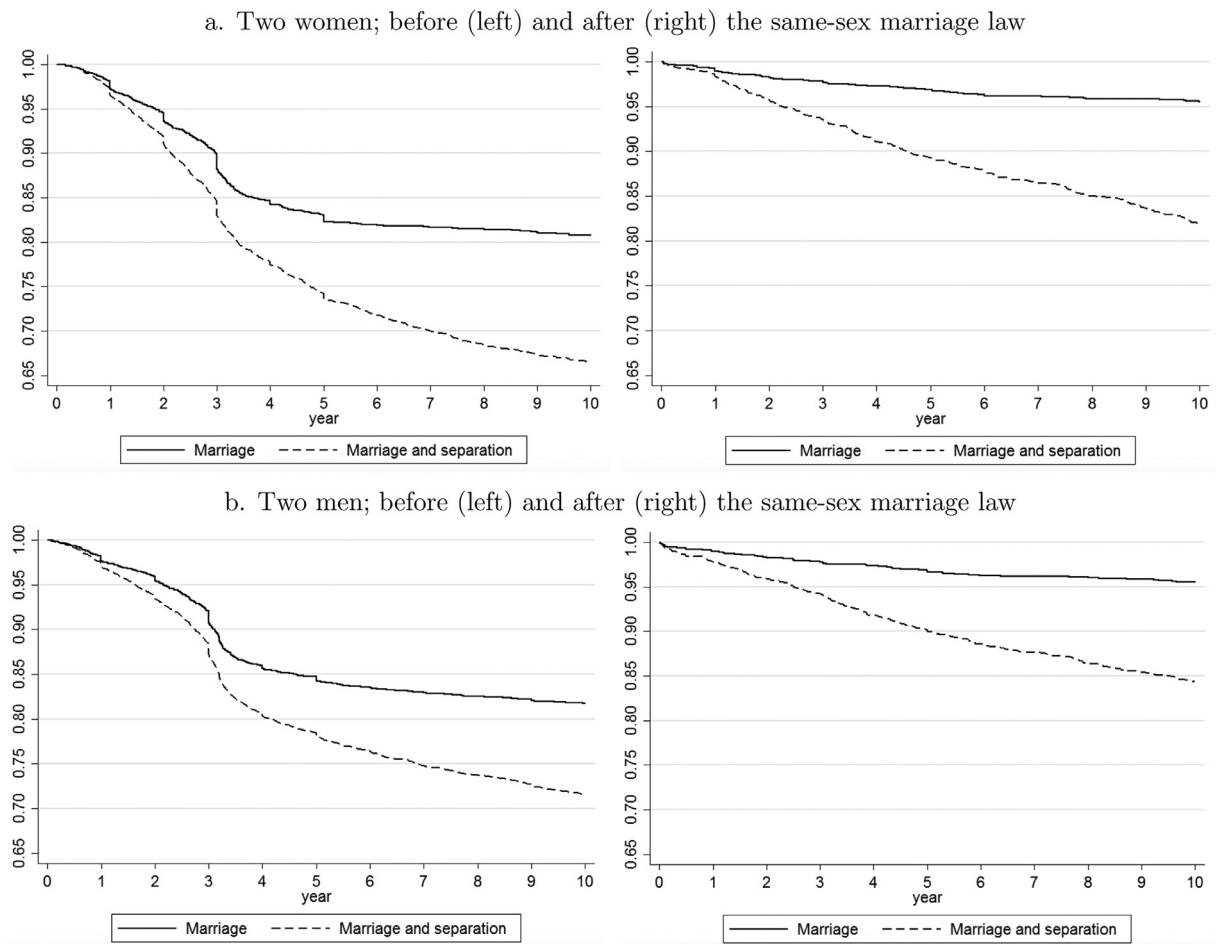 a. Two women; before (left) and after (right) the same-sex marriage law
1.00
0.95
0.90
0.85
0.80
0.75
0.70
0.65
0 1 2 3 4 5 6 7 8 9 10
year
Marriage Marriage and separation
1.00
0.95
0.90
0.85
0.80
0.75
0.70
0.65
0 1 2 3 4 5 6 7 8 9 10
year
Marriage Marriage and separation
b. Two men; before (left) and after (right) the same-sex marriage law
1.00
0.95
0.90
0.85
0.80
0.75
0.70
0.65
0 1 2 3 4 5 6 7 8 9 10
year
Marriage Marriage and separation
1.00
0.95
0.90
0.85
0.80
0.75
0.70
0.65
0 1 2 3 4 5 6 7 8 9 10
year
Marriage Marriage and separation